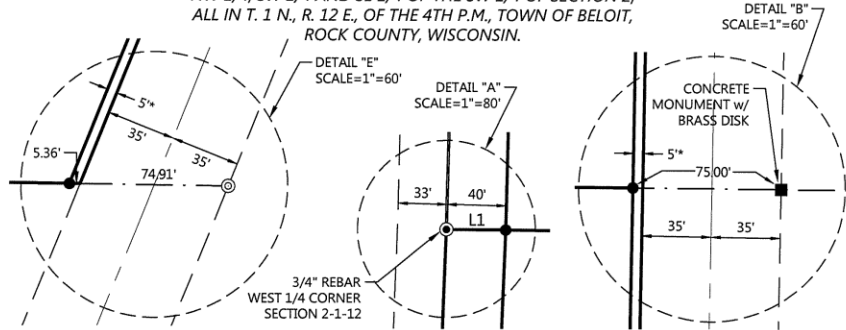 ALL IN T. 1 N., R. 12 E., OF THE 4TH P.M., TOWN OF BELOIT,
ROCK COUNTY, WISCONSIN.
DETAIL "E"
SCALE=1"=60'
5'*
35'
35'
5.36'
74.91'
DETAIL "A"
SCALE=1"=80'
33'
40'
L1
3/4" REBAR
WEST 1/4 CORNER
SECTION 2-1-12
DETAIL "B"
SCALE=1"=60'
CONCRETE
MONUMENT w/
BRASS DISK
5'*
75.00'
35'
35'